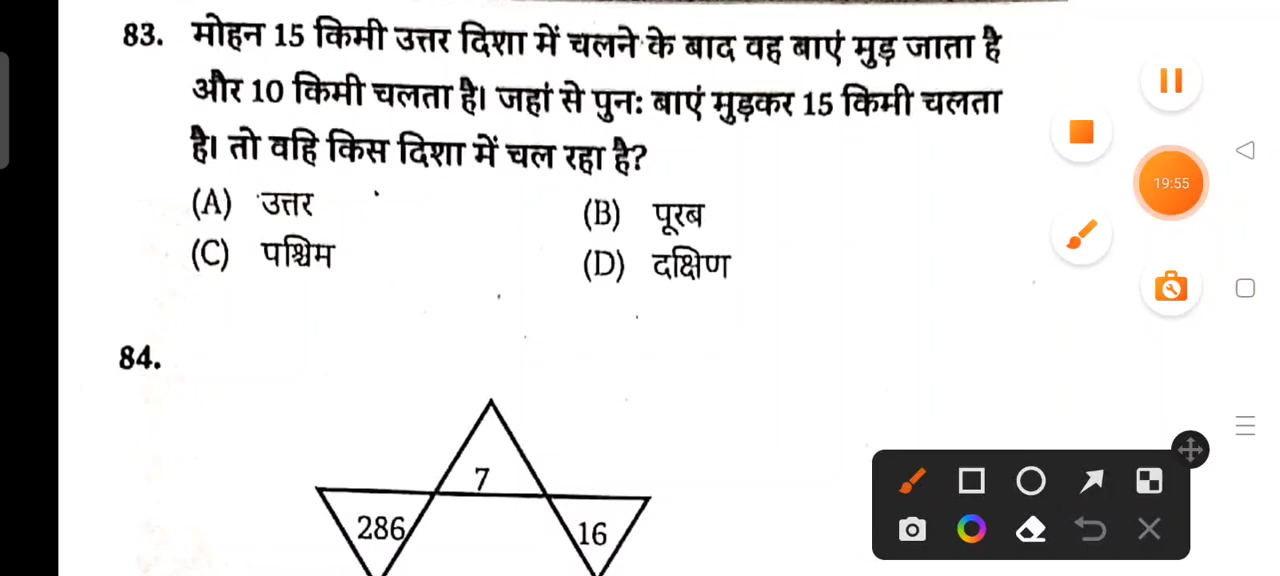 83. मोहन 15 किमी उत्तर दिशा में चलने के बाद वह बाएं मुड़ जाता है
और 10 किमी चलता है। जहां से पुन: बाएं मुड़कर 15 किमी चलता
है। तो वहि किस दिशा में चल रहा है?
(A) उत्तर (B) पूरब
(C) पश्चिम (D) दक्षिण
19:55
84.
7
286 16